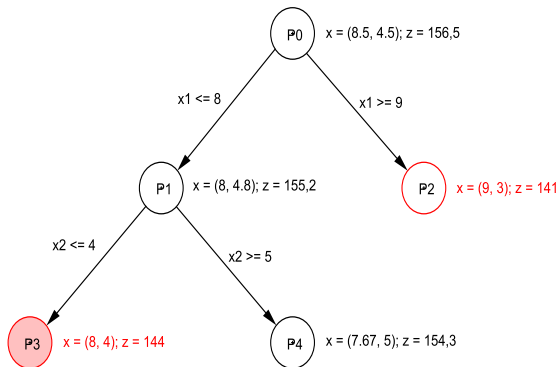 P0 x = (8.5, 4.5); z = 156,5
x1 <= 8
x1 >= 9
P1 x = (8, 4.8); z = 155,2
P2 x = (9, 3); z = 141
x2 <= 4
x2 >= 5
P3 x = (8, 4); z = 144
P4 x = (7.67, 5); z = 154,3